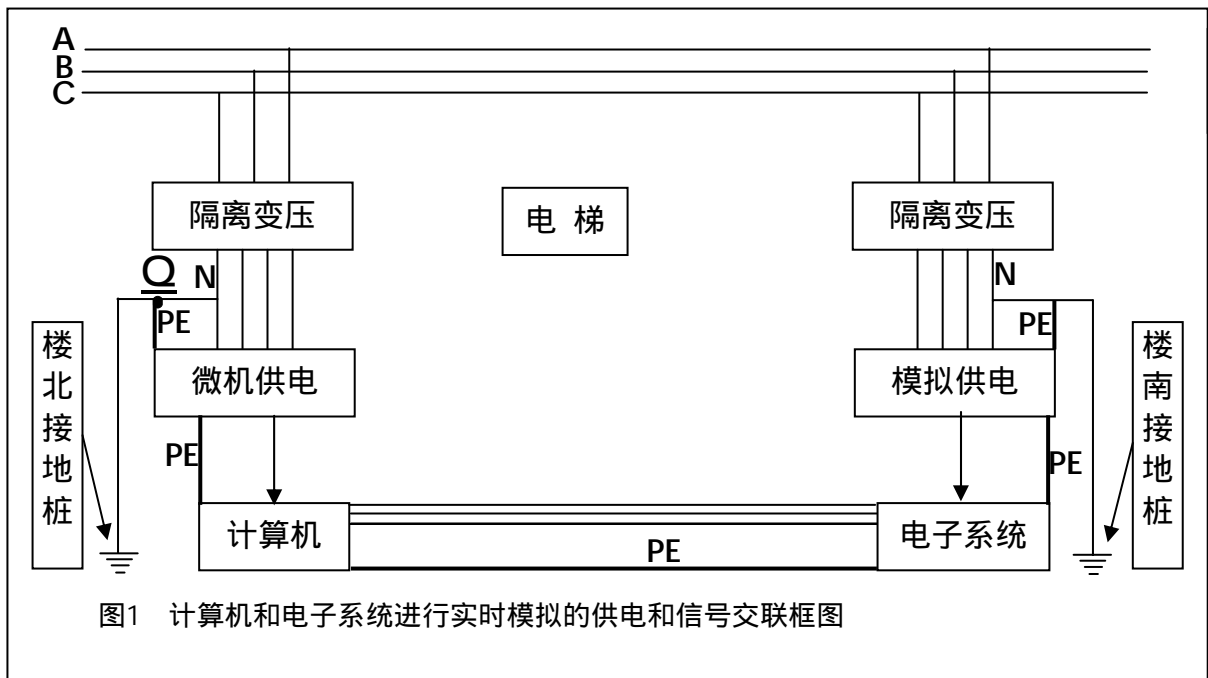 A
B
C
隔离变压
电 梯
隔离变压
Q
N
N
PE
PE
楼北接地桩
微机供电
模拟供电
楼南接地桩
PE
PE
计算机
电子系统
PE
图1 计算机和电子系统进行实时模拟的供电和信号交联框图